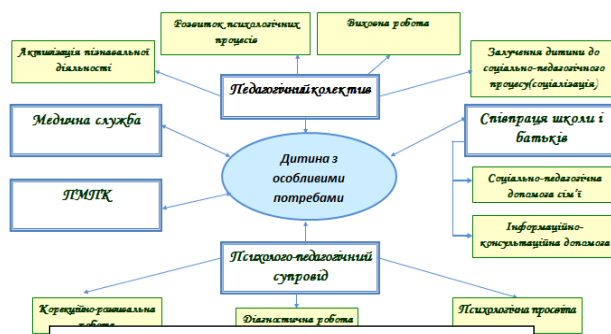 Розвиток психологічних
процесів
Виховна робота
Активізація пізнавальної
діяльності
Залучення дитини до
соціально-педагогічного
процесу(соціалізація)
Педагогічний колектив
Медична служба
Співпраця школи і
батьків
Дитина з
особливими
потребами
ПМПК
Соціально-педагогічна
допомога сім'ї
Інформаційно-
консультаційна допомога
Психолого-педагогічний
супровід
Корекційно-розвивальна
робота
Діагностична робота
Психологічна просвіта